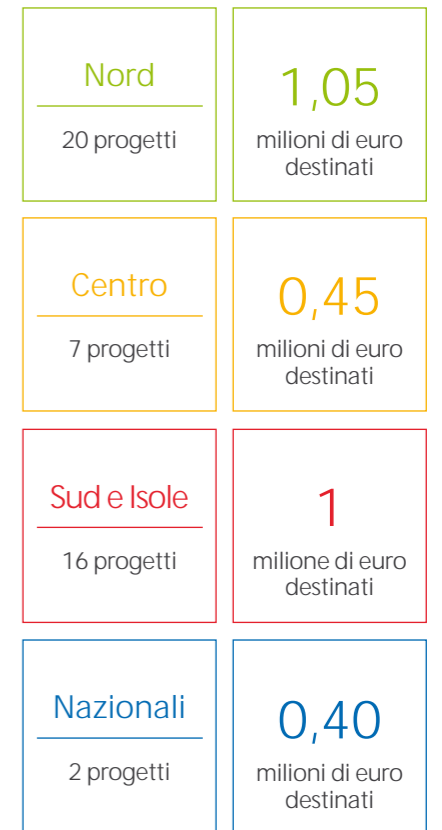 Nord
20 progetti
1,05
milioni di euro
destinati
Centro
7 progetti
0,45
milioni di euro
destinati
Sud e Isole
16 progetti
1
milione di euro
destinati
Nazionali
2 progetti
0,40
milioni di euro
destinati